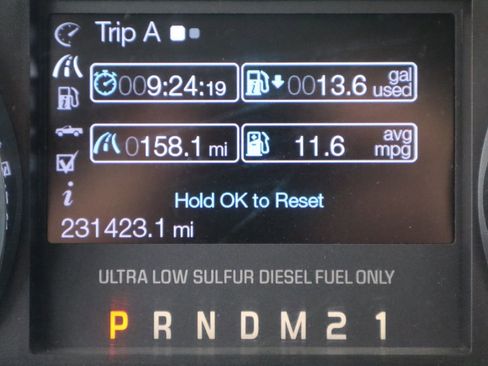 Trip A
009:24:19 0013.6 gal used
0158.1 mi 11.6 avg mpg
Hold OK to Reset
231423.1 mi
ULTRA LOW SULFUR DIESEL FUEL ONLY
P R N D M 2 1